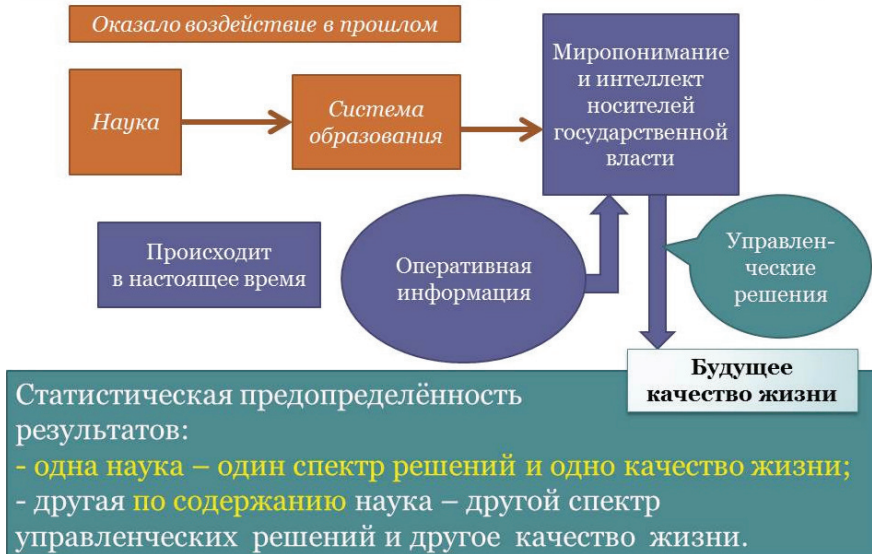 Оказало воздействие в прошлом
Наука
Система
образования
Миропонимание
и интеллект
носителей
государственной
власти
Происходит
в настоящее время
Оперативная
информация
Управлен-
ческие
решения
Будущее
качество жизни
Статистическая предопределённость
результатов:
- одна наука – один спектр решений и одно качество жизни;
- другая по содержанию наука – другой спектр
управленческих решений и другое качество жизни.